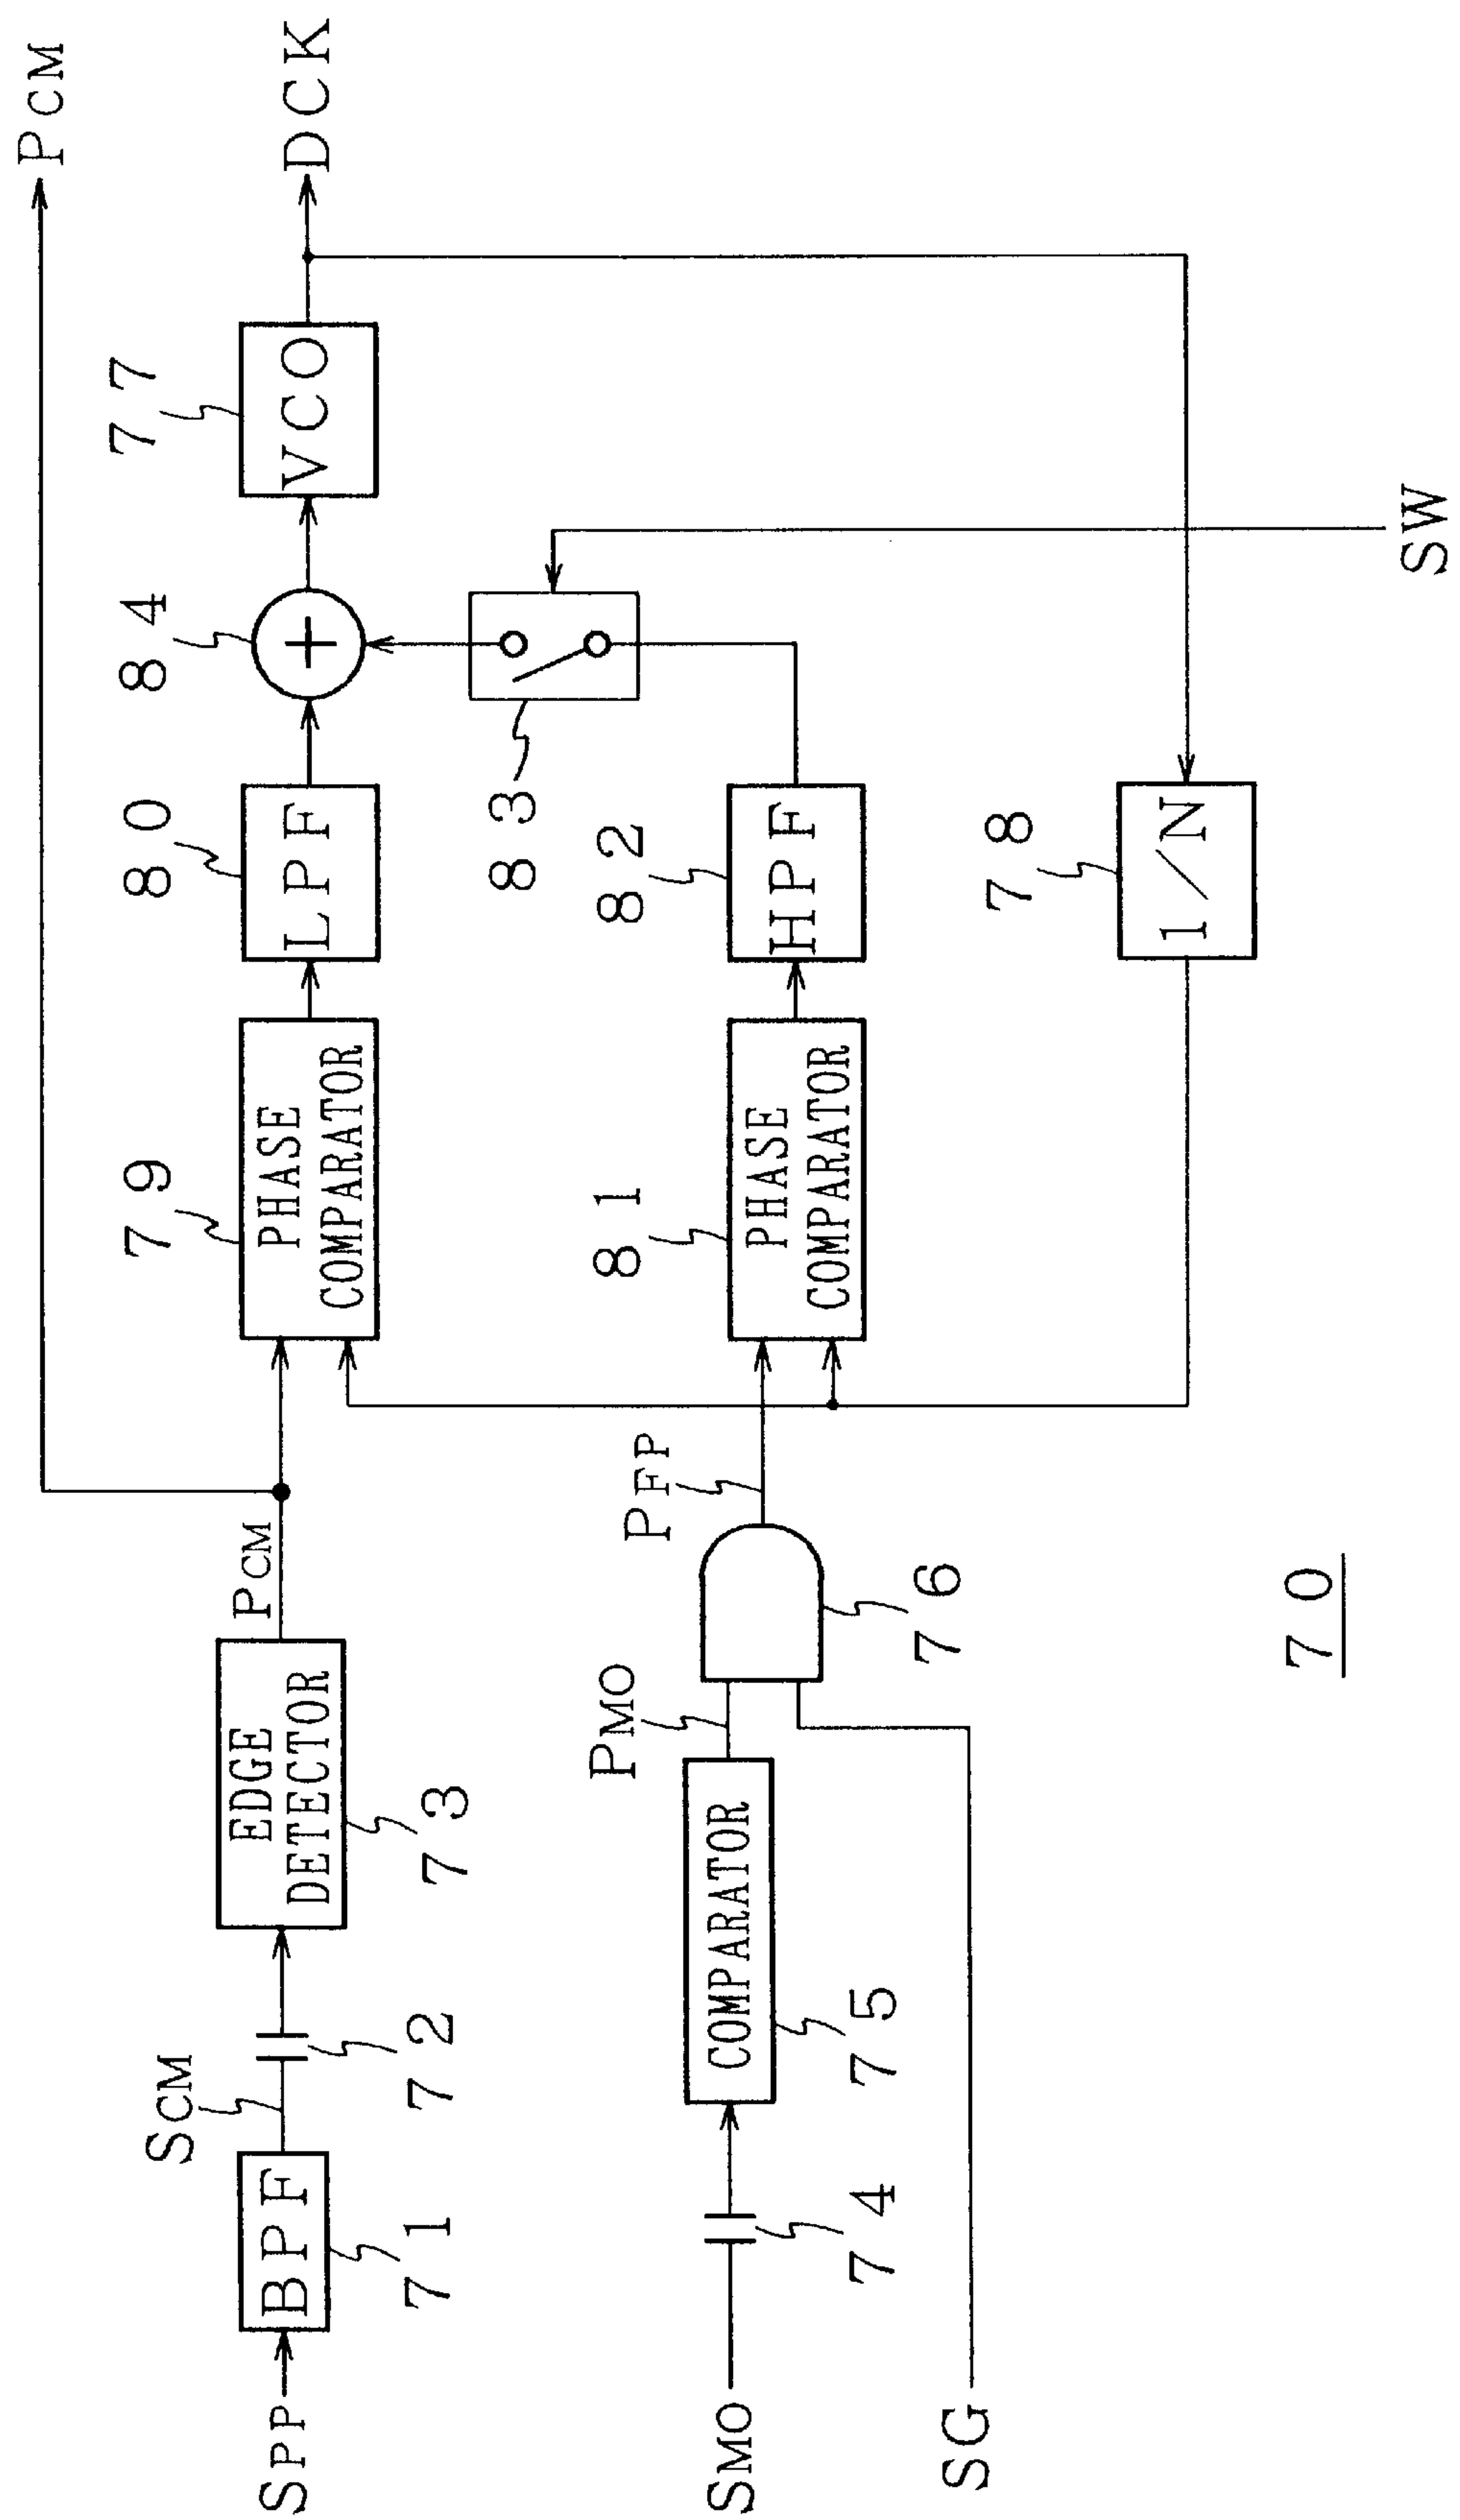 PCM
DCK
77
VCO
84
80
LPF
79
PHASE
COMPARATOR
PCM
EDGE
DETECTOR
73
SCM
72
BPF
71
SPP
SW
83
82
HPF
81
PHASE
COMPARATOR
78
1/N
PFP
76
PMO
COMPARATOR
75
74
SMO
SG
70